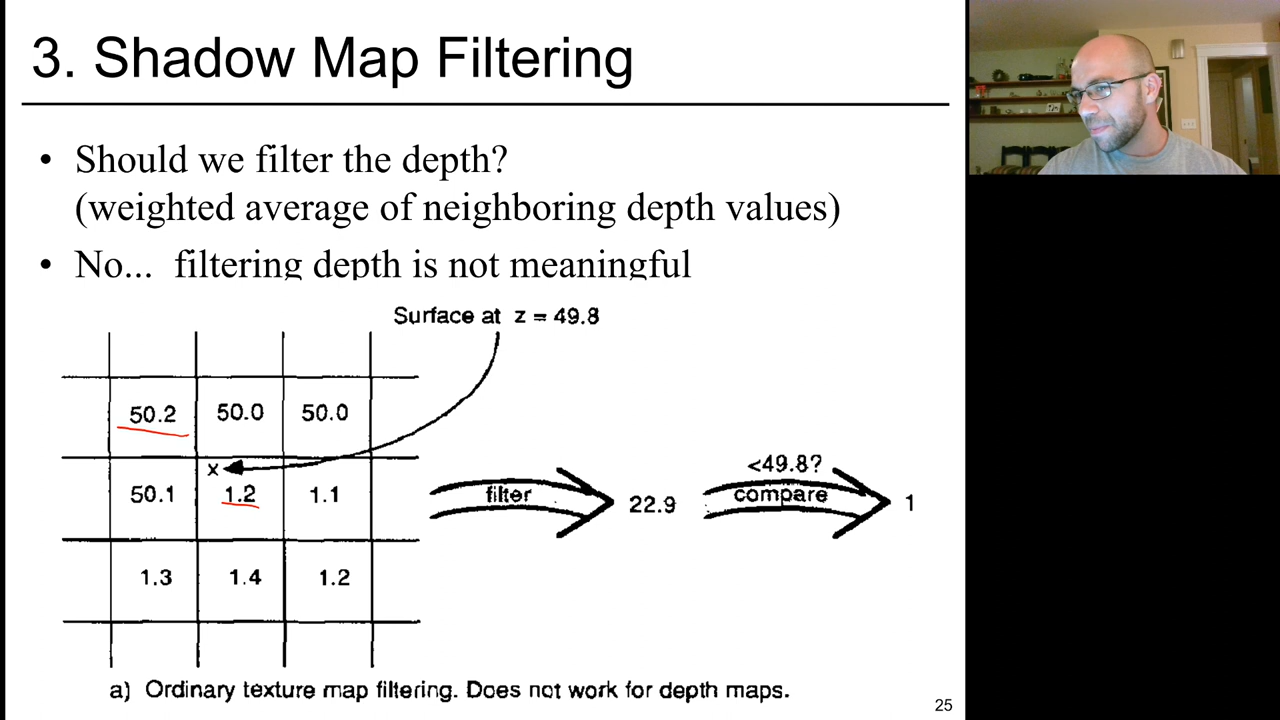 3. Shadow Map Filtering
• Should we filter the depth?
(weighted average of neighboring depth values)
• No... filtering depth is not meaningful
Surface at z = 49.8
50.2 50.0 50.0
x
50.1 1.2 1.1
1.3 1.4 1.2
filter
22.9
<49.8?
compare
1
a) Ordinary texture map filtering. Does not work for depth maps.
25